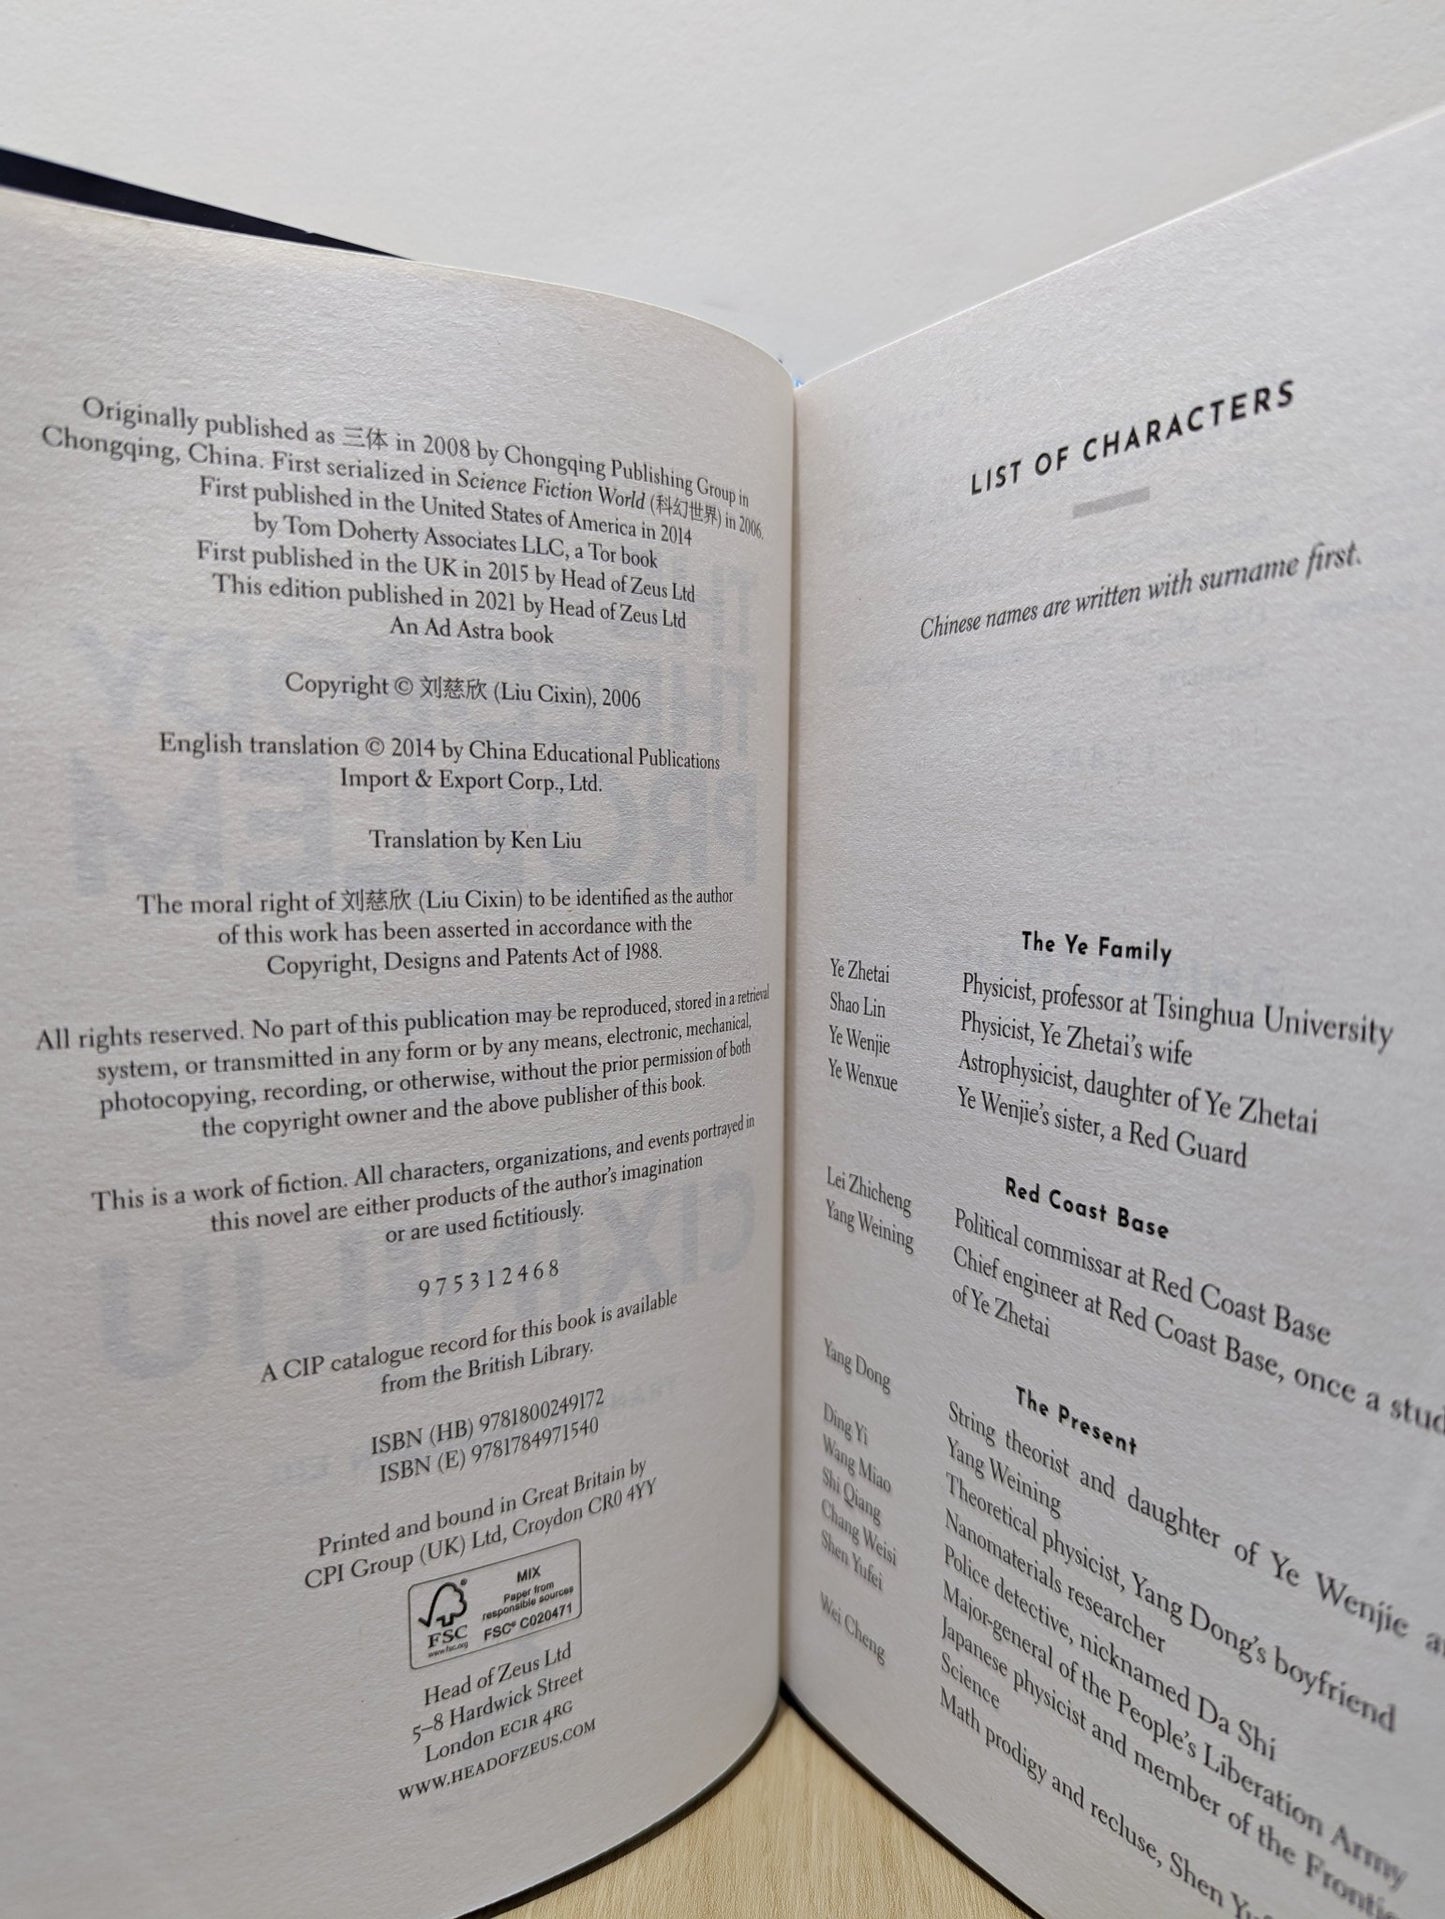 Originally published as 三体 in 2008 by Chongqing Publishing Group in
Chongqing, China. First serialized in Science Fiction World (科幻世界) in 2006.
First published in the United States of America in 2014
by Tom Doherty Associates LLC, a Tor book
First published in the UK in 2015 by Head of Zeus Ltd
This edition published in 2021 by Head of Zeus Ltd
An Ad Astra book
Copyright © 刘慈欣 (Liu Cixin), 2006
English translation © 2014 by China Educational Publications
Import & Export Corp., Ltd.
Translation by Ken Liu
The moral right of 刘慈欣 (Liu Cixin) to be identified as the author
of this work has been asserted in accordance with the
Copyright, Designs and Patents Act of 1988.
All rights reserved. No part of this publication may be reproduced, stored in a retrieval
system, or transmitted in any form or by any means, electronic, mechanical,
photocopying, recording, or otherwise, without the prior permission of both
the copyright owner and the above publisher of this book.
This is a work of fiction. All characters, organizations, and events portrayed in
this novel are either products of the author's imagination
or are used fictitiously.
9 7 5 3 1 2 4 6 8
A CIP catalogue record for this book is available
from the British Library.
ISBN (HB) 9781800249172
ISBN (E) 9781784971540
Printed and bound in Great Britain by
CPI Group (UK) Ltd, Croydon CR0 4YY
FSC
www.fsc.org
MIX
Paper from
responsible sources
FSC® C020471
Head of Zeus Ltd
5–8 Hardwick Street
London EC1R 4RG
WWW.HEADOFZEUS.COM
LIST OF CHARACTERS
Chinese names are written with surname first.
The Ye Family
Ye Zhetai Physicist, professor at Tsinghua University
Shao Lin Physicist, Ye Zhetai's wife
Ye Wenjie Astrophysicist, daughter of Ye Zhetai
Ye Wenxue Ye Wenjie's sister, a Red Guard
Red Coast Base
Lei Zhicheng Political commissar at Red Coast Base
Yang Weining Chief engineer at Red Coast Base, once a stud
of Ye Zhetai
The Present
Yang Dong String theorist and daughter of Ye Wenjie a
Yang Weining
Ding Yi Theoretical physicist, Yang Dong's boyfriend
Wang Miao Nanomaterials researcher
Shi Qiang Police detective, nicknamed Da Shi
Chang Weisi Major-general of the People's Liberation Army
Shen Yufei Japanese physicist and member of the Frontie
Science
Wei Cheng Math prodigy and recluse, Shen Yu